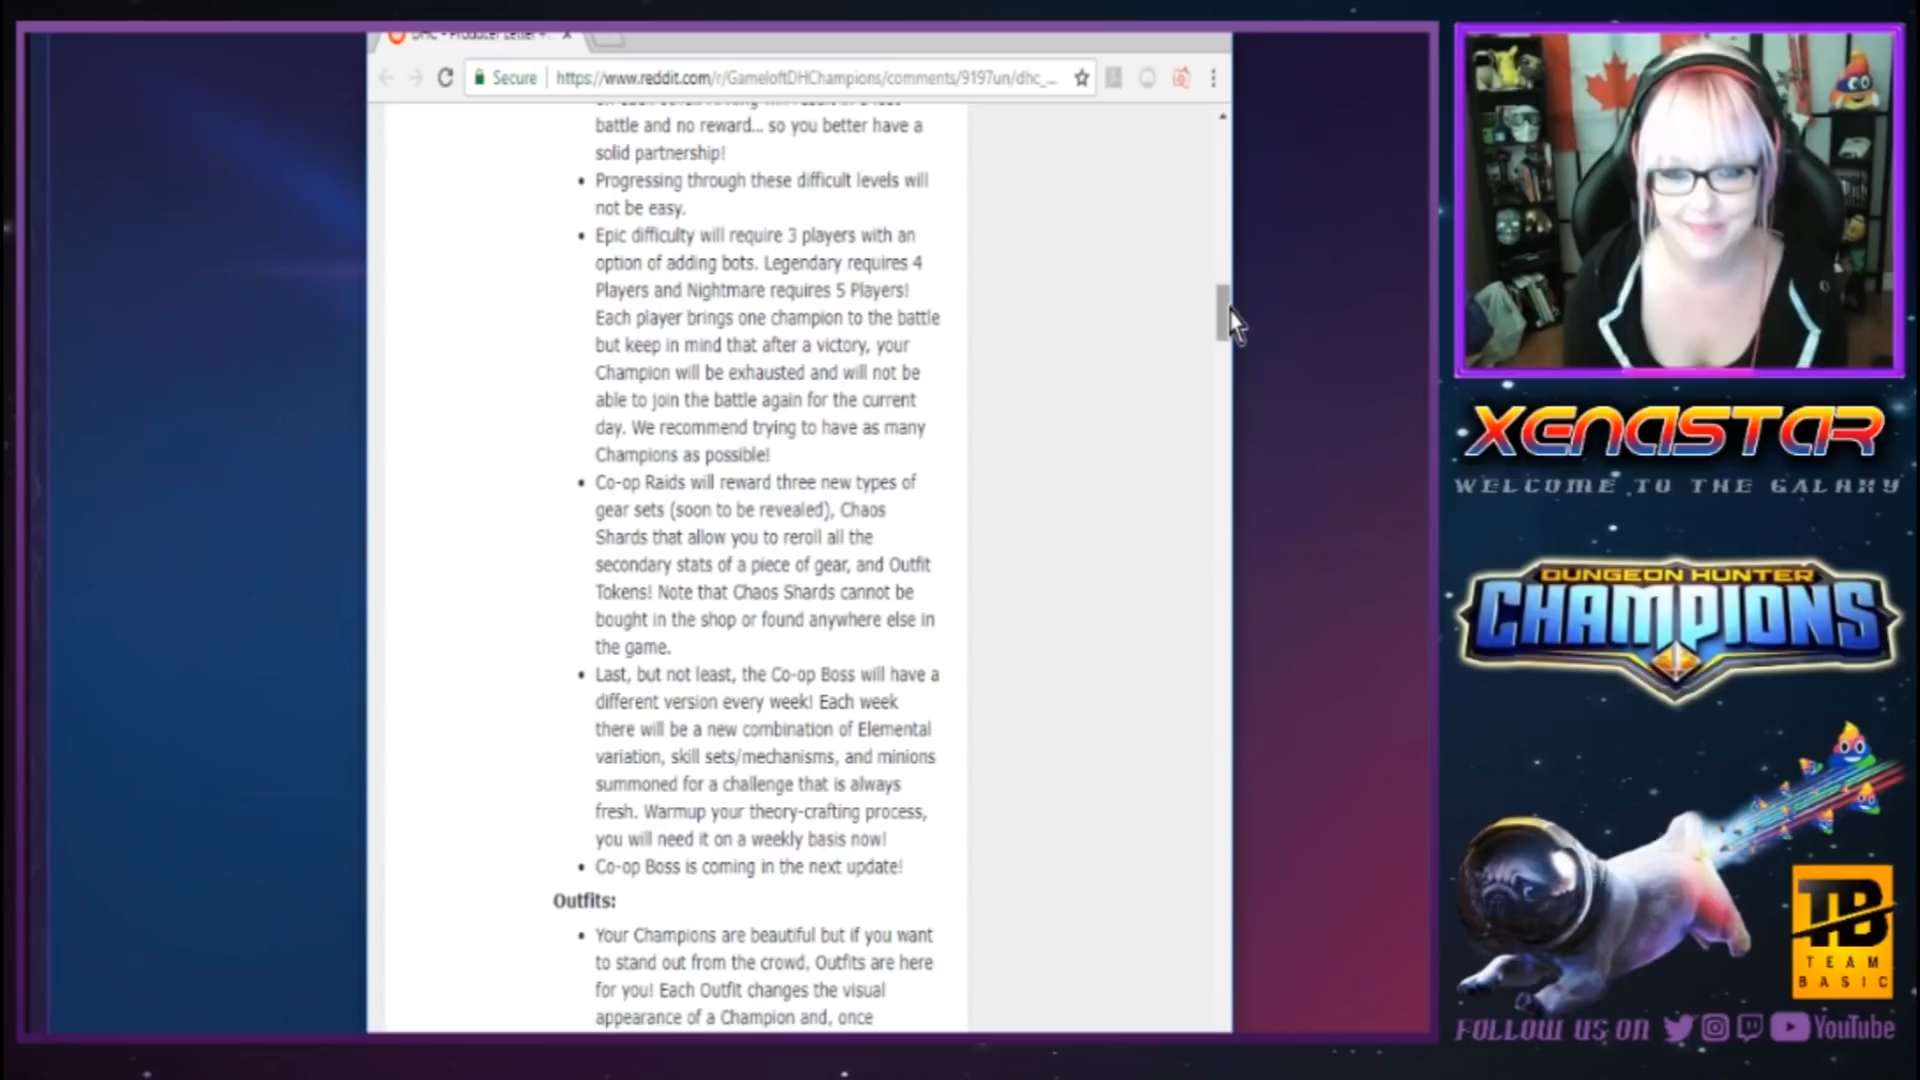 DHC - Producer Letter -
Secure
https://www.reddit.com/r/GameloftDHChampions/comments/9197un/dhc_...
battle and no reward... so you better have a
solid partnership!
• Progressing through these difficult levels will
not be easy.
• Epic difficulty will require 3 players with an
option of adding bots. Legendary requires 4
Players and Nightmare requires 5 Players!
Each player brings one champion to the battle
but keep in mind that after a victory, your
Champion will be exhausted and will not be
able to join the battle again for the current
day. We recommend trying to have as many
Champions as possible!
• Co-op Raids will reward three new types of
gear sets (soon to be revealed), Chaos
Shards that allow you to reroll all the
secondary stats of a piece of gear, and Outfit
Tokens! Note that Chaos Shards cannot be
bought in the shop or found anywhere else in
the game.
• Last, but not least, the Co-op Boss will have a
different version every week! Each week
there will be a new combination of Elemental
variation, skill sets/mechanisms, and minions
summoned for a challenge that is always
fresh. Warmup your theory-crafting process,
you will need it on a weekly basis now!
• Co-op Boss is coming in the next update!
Outfits:
• Your Champions are beautiful but if you want
to stand out from the crowd, Outfits are here
for you! Each Outfit changes the visual
appearance of a Champion and, once
XENASTAR
WELCOME TO THE GALAXY
DUNGEON HUNTER
CHAMPIONS
TB
TEAM
BASIC
FOLLOW US ON
YouTube